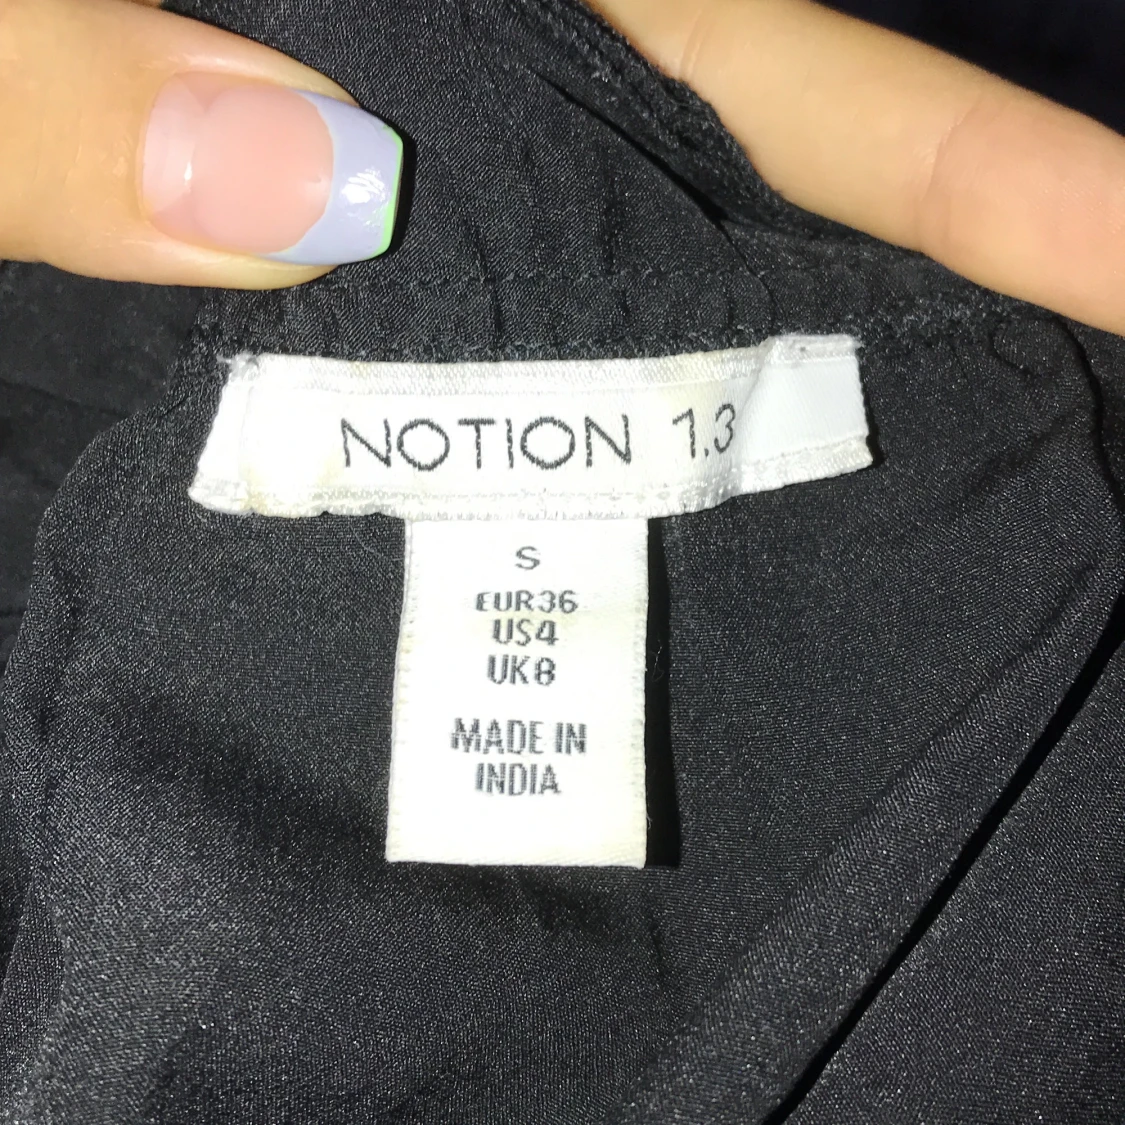 NOTION 1.3
S
EUR36
US4
UK8
MADE IN
INDIA